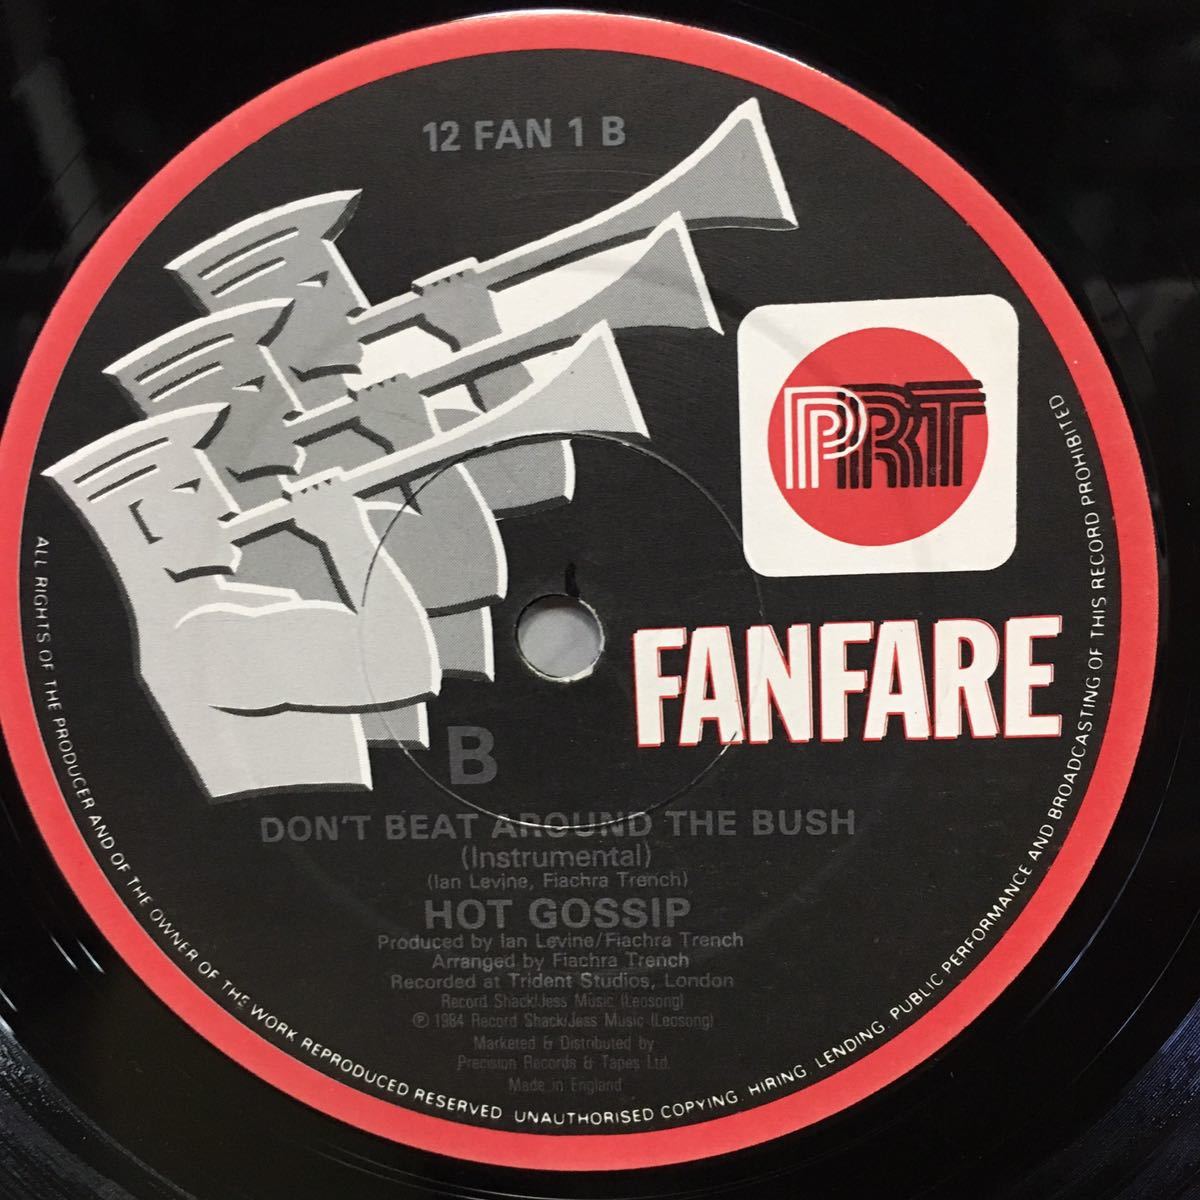 12 FAN 1 B
PRT
FANFARE
B
DON'T BEAT AROUND THE BUSH
(Instrumental)
(Ian Levine, Fiachra Trench)
HOT GOSSIP
Produced by Ian Levine/Fiachra Trench
Arranged by Fiachra Trench
Recorded at Trident Studios, London
Record Shack/Jess Music (Leosong)
℗ 1984 Record Shack/Jess Music (Leosong)
Marketed & Distributed by
Precision Records & Tapes Ltd.
Made in England
ALL RIGHTS OF THE PRODUCER AND OF THE OWNER OF THE WORK REPRODUCED RESERVED. UNAUTHORISED COPYING, HIRING, LENDING, PUBLIC PERFORMANCE AND BROADCASTING OF THIS RECORD PROHIBITED